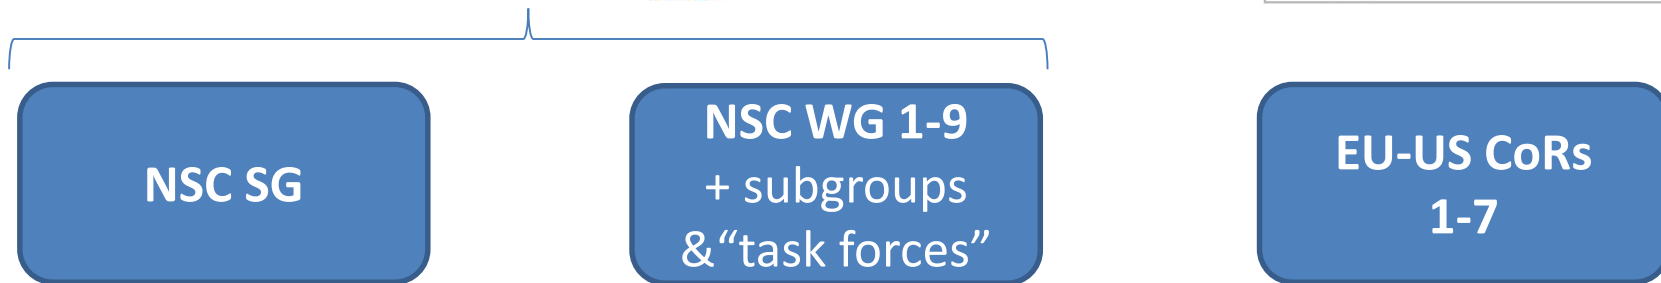 NSC SG
NSC WG 1-9
+ subgroups
&“task forces”
EU-US CoRs
1-7